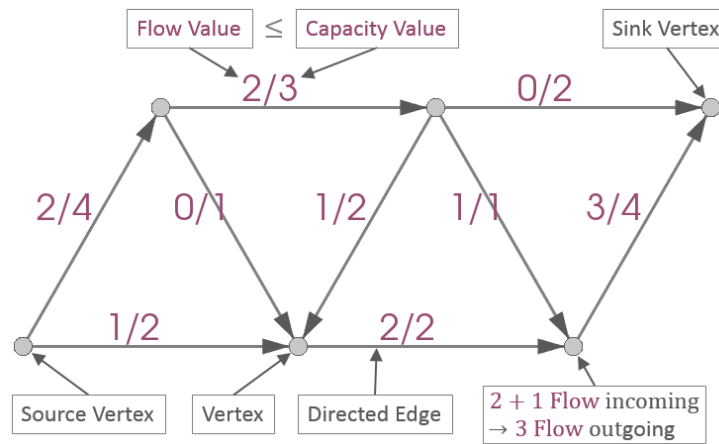 Flow Value ≤ Capacity Value
Sink Vertex
2/3
0/2
2/4
0/1
1/2
1/1
3/4
1/2
2/2
Source Vertex
Vertex
Directed Edge
2 + 1 Flow incoming
→ 3 Flow outgoing